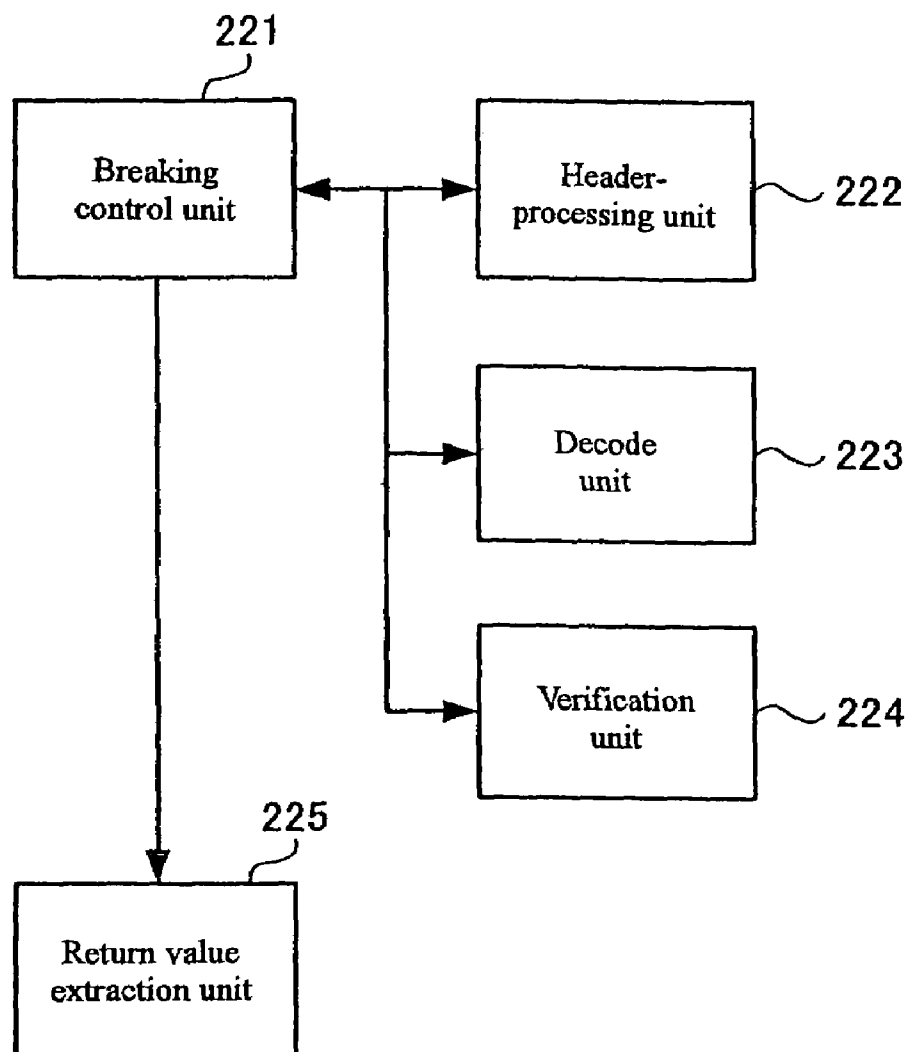 221
Breaking
control unit
Header-
processing unit
222
Decode
unit
223
Verification
unit
224
225
Return value
extraction unit